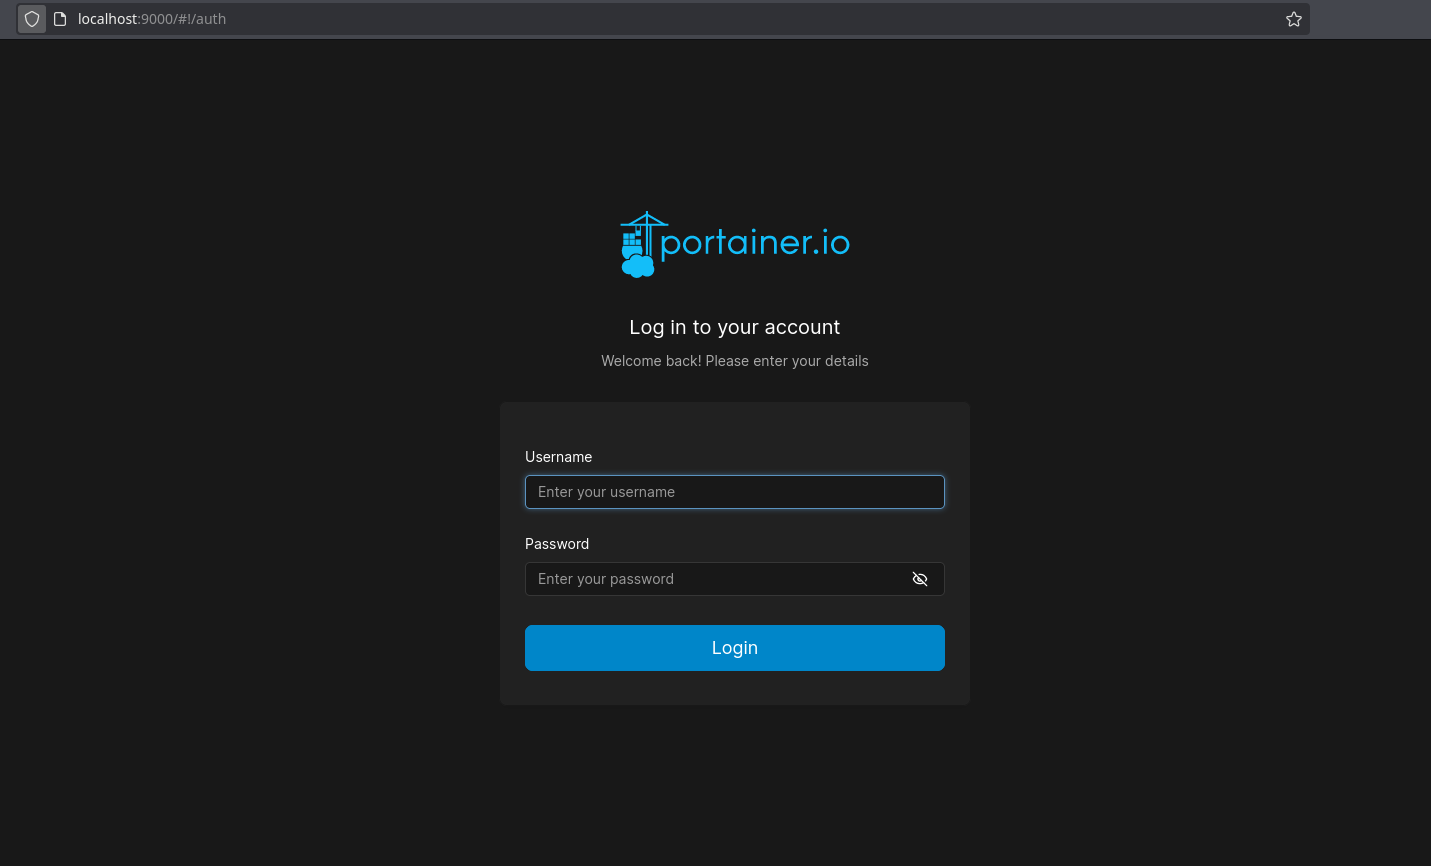 localhost:9000/#!/auth
portainer.io
Log in to your account
Welcome back! Please enter your details
Username
Enter your username
Password
Enter your password
Login